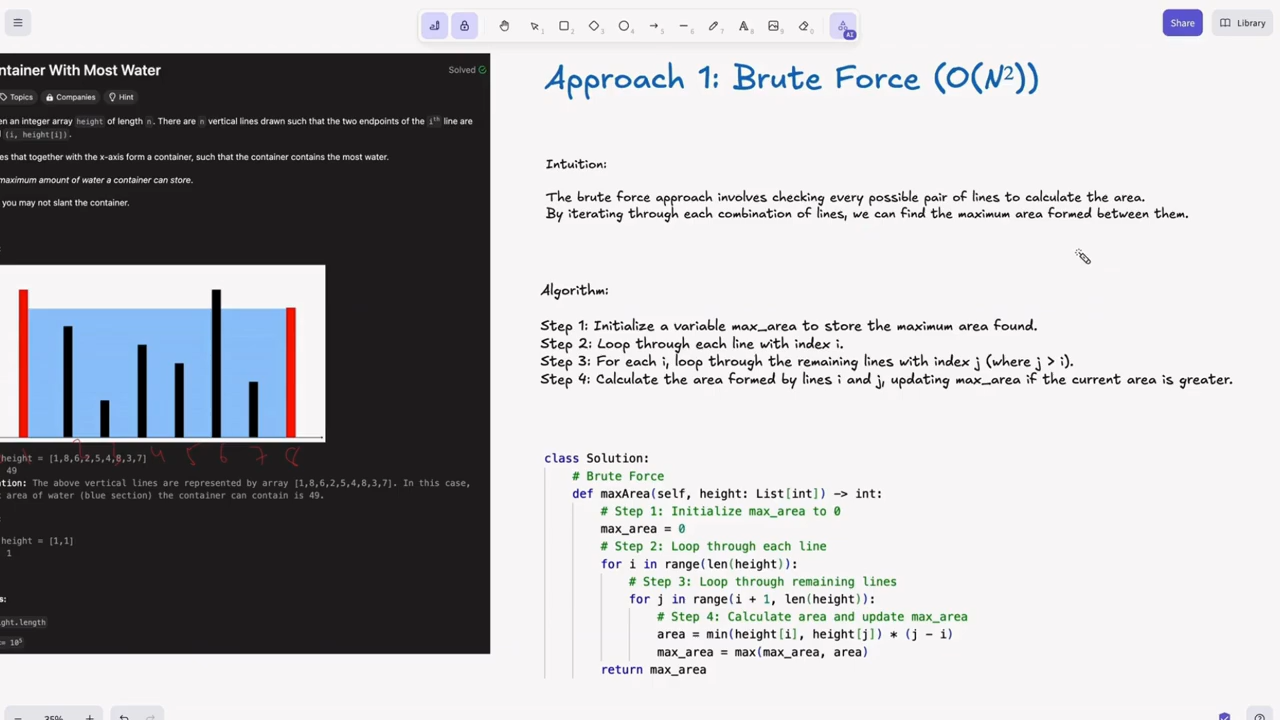 Share
Library
ntainer With Most Water
Solved
Topics
Companies
Hint
en an integer array height of length n. There are n vertical lines drawn such that the two endpoints of the ith line are
(i, height[i]).
es that together with the x-axis form a container, such that the container contains the most water.
maximum amount of water a container can store.
you may not slant the container.
:
2 3 4 5 6 7 8
height = [1,8,6,2,5,4,8,3,7]
49
tion: The above vertical lines are represented by array [1,8,6,2,5,4,8,3,7]. In this case,
area of water (blue section) the container can contain is 49.
:
height = [1,1]
1
s:
ght.length
<= 10⁵
Approach 1: Brute Force (O(N²))
Intuition:
The brute force approach involves checking every possible pair of lines to calculate the area.
By iterating through each combination of lines, we can find the maximum area formed between them.
Algorithm:
Step 1: Initialize a variable max_area to store the maximum area found.
Step 2: Loop through each line with index i.
Step 3: For each i, loop through the remaining lines with index j (where j > i).
Step 4: Calculate the area formed by lines i and j, updating max_area if the current area is greater.
class Solution:
# Brute Force
def maxArea(self, height: List[int]) -> int:
# Step 1: Initialize max_area to 0
max_area = 0
# Step 2: Loop through each line
for i in range(len(height)):
# Step 3: Loop through remaining lines
for j in range(i + 1, len(height)):
# Step 4: Calculate area and update max_area
area = min(height[i], height[j]) * (j - i)
max_area = max(max_area, area)
return max_area
35%